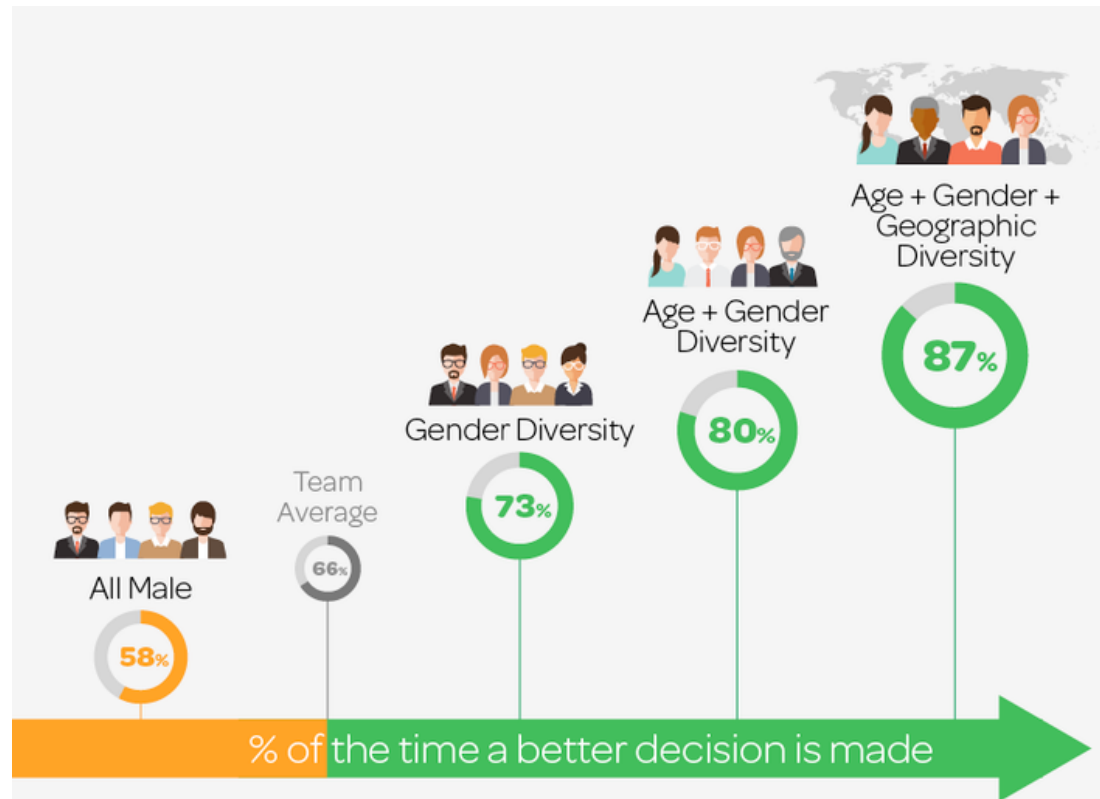 All Male
58%
Team
Average
66%
Gender Diversity
73%
Age + Gender
Diversity
80%
Age + Gender +
Geographic
Diversity
87%
% of the time a better decision is made